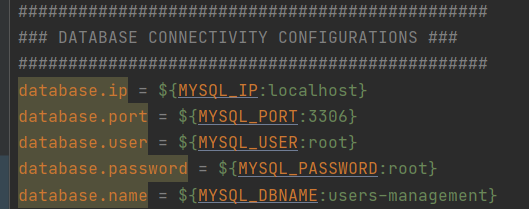 ###############################################
### DATABASE CONNECTIVITY CONFIGURATIONS ###
###############################################
database.ip = ${MYSQL_IP:localhost}
database.port = ${MYSQL_PORT:3306}
database.user = ${MYSQL_USER:root}
database.password = ${MYSQL_PASSWORD:root}
database.name = ${MYSQL_DBNAME:users-management}